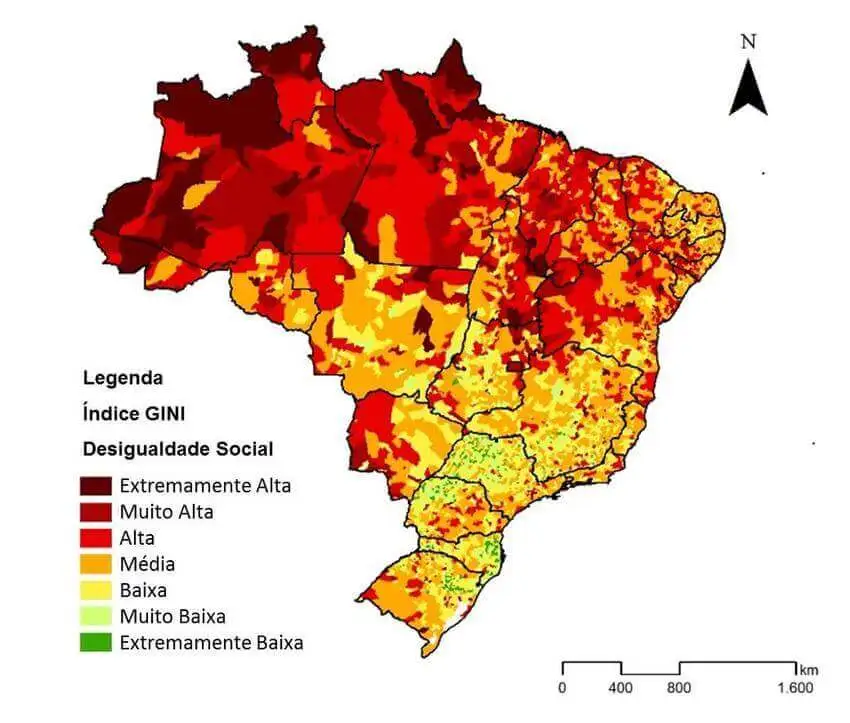 N
Legenda
Índice GINI
Desigualdade Social
Extremamente Alta
Muito Alta
Alta
Média
Baixa
Muito Baixa
Extremamente Baixa
km
0 400 800 1.600